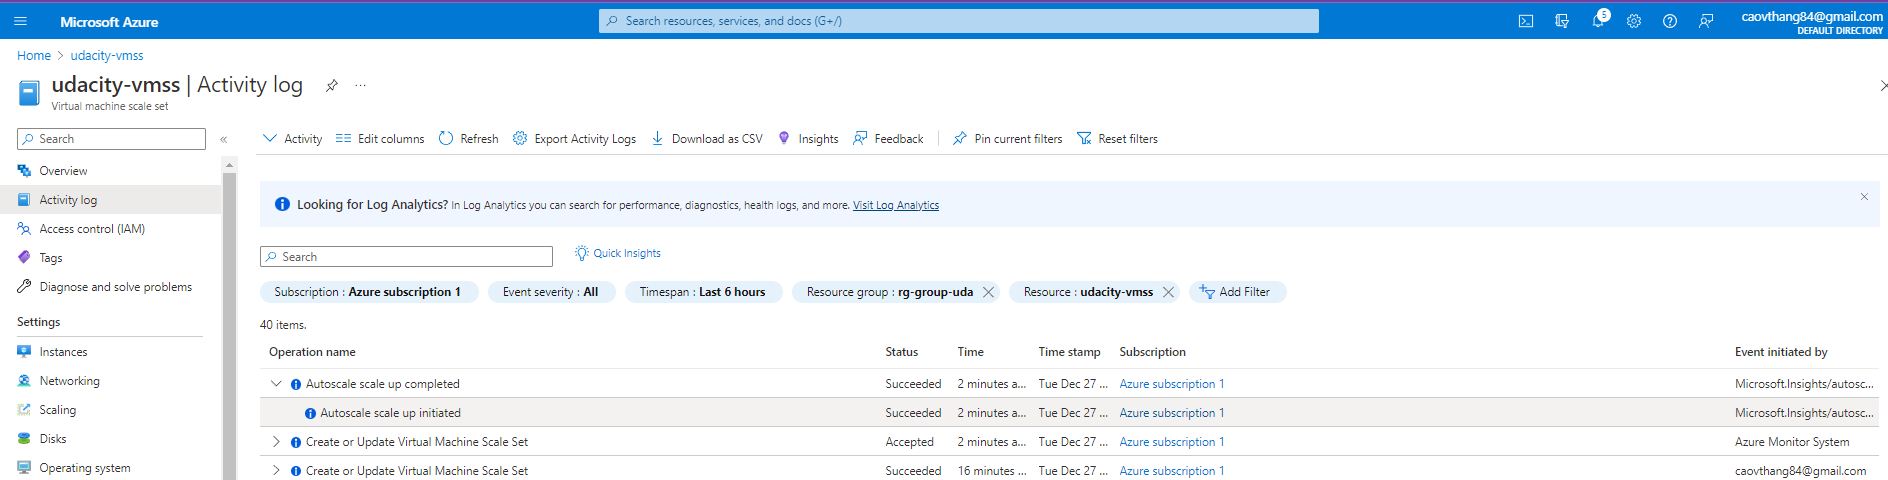 Microsoft Azure
Search resources, services, and docs (G+/)
5
caovthang84@gmail.com
DEFAULT DIRECTORY
Home > udacity-vmss
udacity-vmss | Activity log
Virtual machine scale set
Search
«
Activity
Edit columns
Refresh
Export Activity Logs
Download as CSV
Insights
Feedback
Pin current filters
Reset filters
Overview
Activity log
Access control (IAM)
Tags
Diagnose and solve problems
Settings
Instances
Networking
Scaling
Disks
Operating system
Looking for Log Analytics? In Log Analytics you can search for performance, diagnostics, health logs, and more. Visit Log Analytics
Search
Quick Insights
Subscription : Azure subscription 1
Event severity : All
Timespan : Last 6 hours
Resource group : rg-group-uda
Resource : udacity-vmss
Add Filter
40 items.
Operation name Status Time Time stamp Subscription Event initiated by
Autoscale scale up completed Succeeded 2 minutes a... Tue Dec 27 ... Azure subscription 1 Microsoft.Insights/autosc...
Autoscale scale up initiated Succeeded 2 minutes a... Tue Dec 27 ... Azure subscription 1 Microsoft.Insights/autosc...
Create or Update Virtual Machine Scale Set Accepted 2 minutes a... Tue Dec 27 ... Azure subscription 1 Azure Monitor System
Create or Update Virtual Machine Scale Set Succeeded 16 minutes ... Tue Dec 27 ... Azure subscription 1 caovthang84@gmail.com